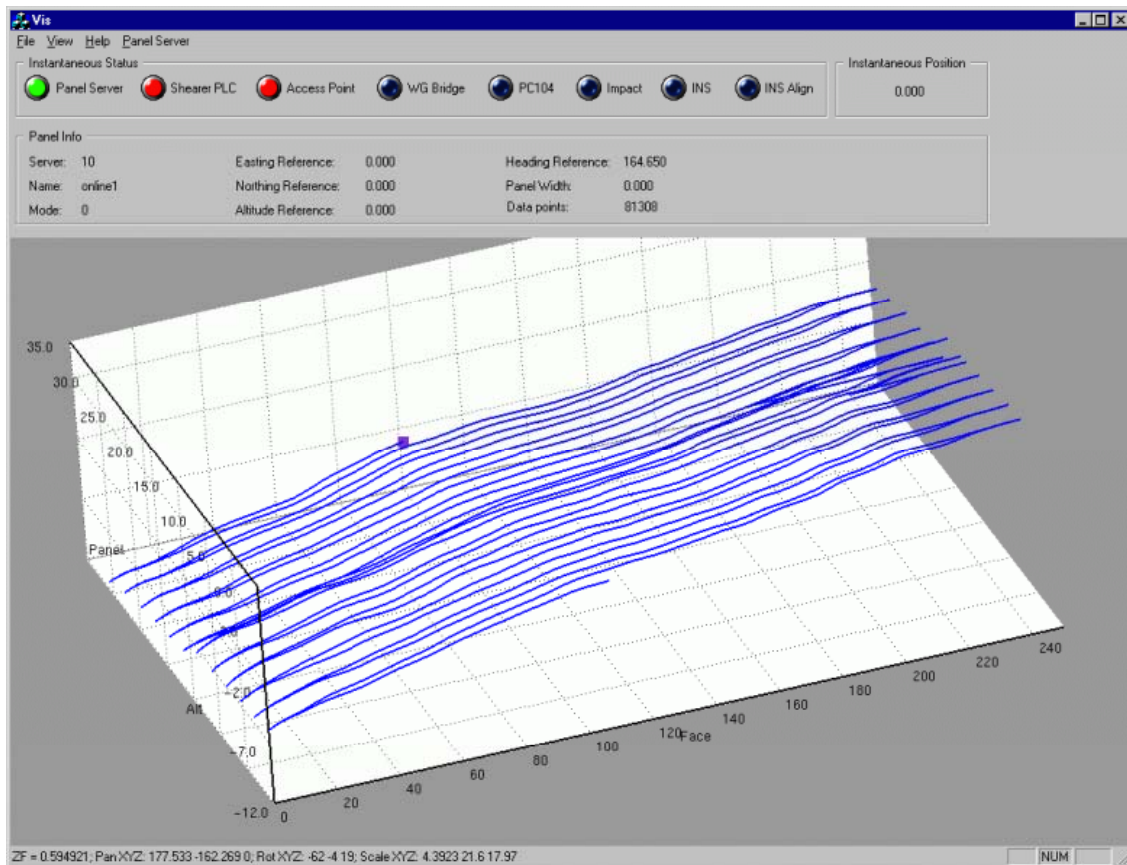 Vis
File View Help Panel Server
Instantaneous Status
Instantaneous Position
Panel Server Shearer PLC Access Point WG Bridge PC104 Impact INS INS Align
0.000
Panel Info
Server: 10 Easting Reference: 0.000 Heading Reference: 164.650
Name: online1 Northing Reference: 0.000 Panel Width: 0.000
Mode: 0 Altitude Reference: 0.000 Data points: 81308
35.0
30.0
25.0
20.0
15.0
10.0
Panel
5.0
-2.0
Alt
-7.0
-12.0
0 20 40 60 80 100 120 140 160 180 200 220 240
Face
ZF = 0.594921; Pan XYZ: 177.533 -162.269 0; Rot XYZ: -62 -4 19; Scale XYZ: 4.3923 21.6 17.97
NUM